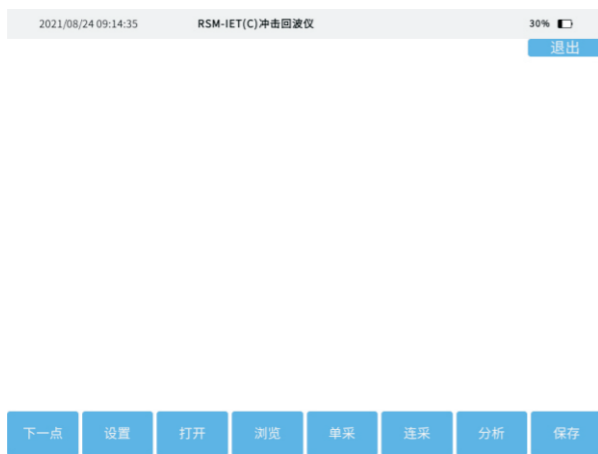 2021/08/24 09:14:35 RSM-IET(C)冲击回波仪 30%
退出
下一点 设置 打开 浏览 单采 连采 分析 保存